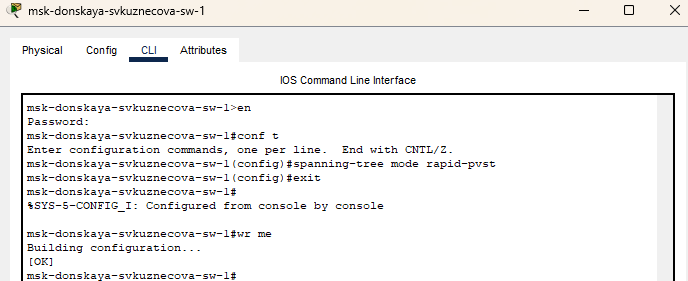 msk-donskaya-svkuznecova-sw-1
Physical Config CLI Attributes
IOS Command Line Interface
msk-donskaya-svkuznecova-sw-1>en
Password:
msk-donskaya-svkuznecova-sw-1#conf t
Enter configuration commands, one per line.  End with CNTL/Z.
msk-donskaya-svkuznecova-sw-1(config)#spanning-tree mode rapid-pvst
msk-donskaya-svkuznecova-sw-1(config)#exit
msk-donskaya-svkuznecova-sw-1#
%SYS-5-CONFIG_I: Configured from console by console
msk-donskaya-svkuznecova-sw-1#wr me
Building configuration...
[OK]
msk-donskaya-svkuznecova-sw-1#